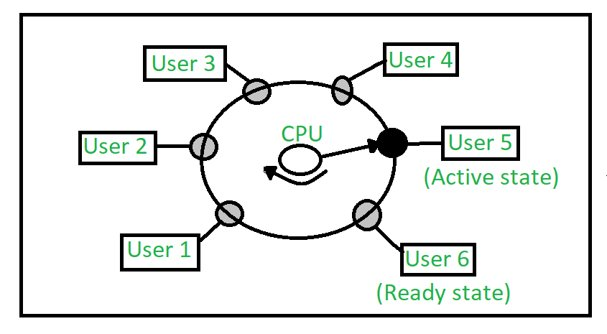 User 3
User 4
CPU
User 2
User 5
(Active state)
User 1
User 6
(Ready state)